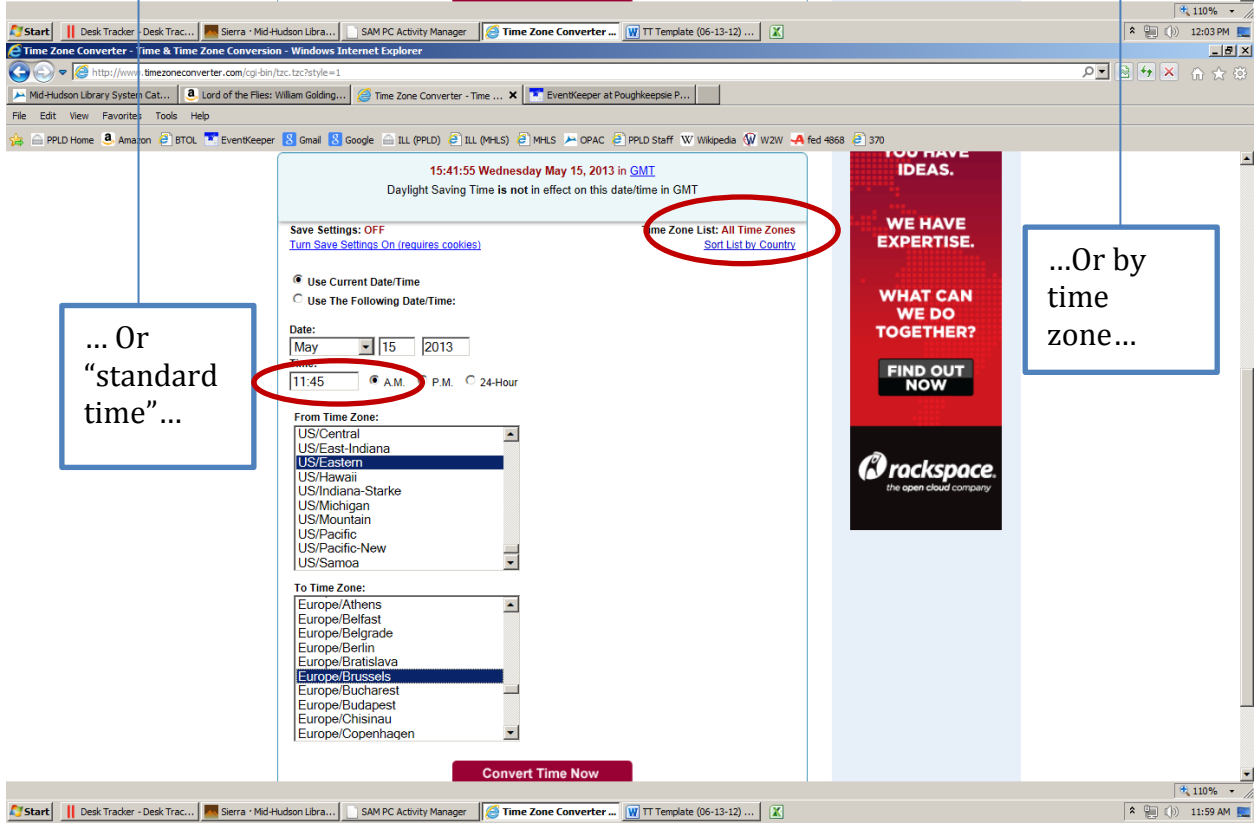 110%
Start Desk Tracker - Desk Trac... Sierra · Mid-Hudson Libra... SAM PC Activity Manager Time Zone Converter ... TT Template (06-13-12) ... 12:03 PM
Time Zone Converter - Time & Time Zone Conversion - Windows Internet Explorer
http://www.timezoneconverter.com/cgi-bin/tzc.tzc?style=1
Mid-Hudson Library System Cat... Lord of the Flies: William Golding... Time Zone Converter - Time ... EventKeeper at Poughkeepsie P...
File Edit View Favorites Tools Help
PPLD Home Amazon BTOL EventKeeper Gmail Google ILL (PPLD) ILL (MHLS) MHLS OPAC PPLD Staff Wikipedia W2W fed 4868 370
15:41:55 Wednesday May 15, 2013 in GMT
Daylight Saving Time is not in effect on this date/time in GMT
Save Settings: OFF
Turn Save Settings On (requires cookies)
Time Zone List: All Time Zones
Sort List by Country
Use Current Date/Time
Use The Following Date/Time:
Date:
May 15 2013
Time:
11:45 A.M. P.M. 24-Hour
From Time Zone:
US/Central
US/East-Indiana
US/Eastern
US/Hawaii
US/Indiana-Starke
US/Michigan
US/Mountain
US/Pacific
US/Pacific-New
US/Samoa
To Time Zone:
Europe/Athens
Europe/Belfast
Europe/Belgrade
Europe/Berlin
Europe/Bratislava
Europe/Brussels
Europe/Bucharest
Europe/Budapest
Europe/Chisinau
Europe/Copenhagen
Convert Time Now
YOU HAVE
IDEAS.
WE HAVE
EXPERTISE.
WHAT CAN
WE DO
TOGETHER?
FIND OUT
NOW
rackspace.
the open cloud company
… Or
“standard
time”…
…Or by
time
zone…
110%
Start Desk Tracker - Desk Trac... Sierra · Mid-Hudson Libra... SAM PC Activity Manager Time Zone Converter ... TT Template (06-13-12) ... 11:59 AM